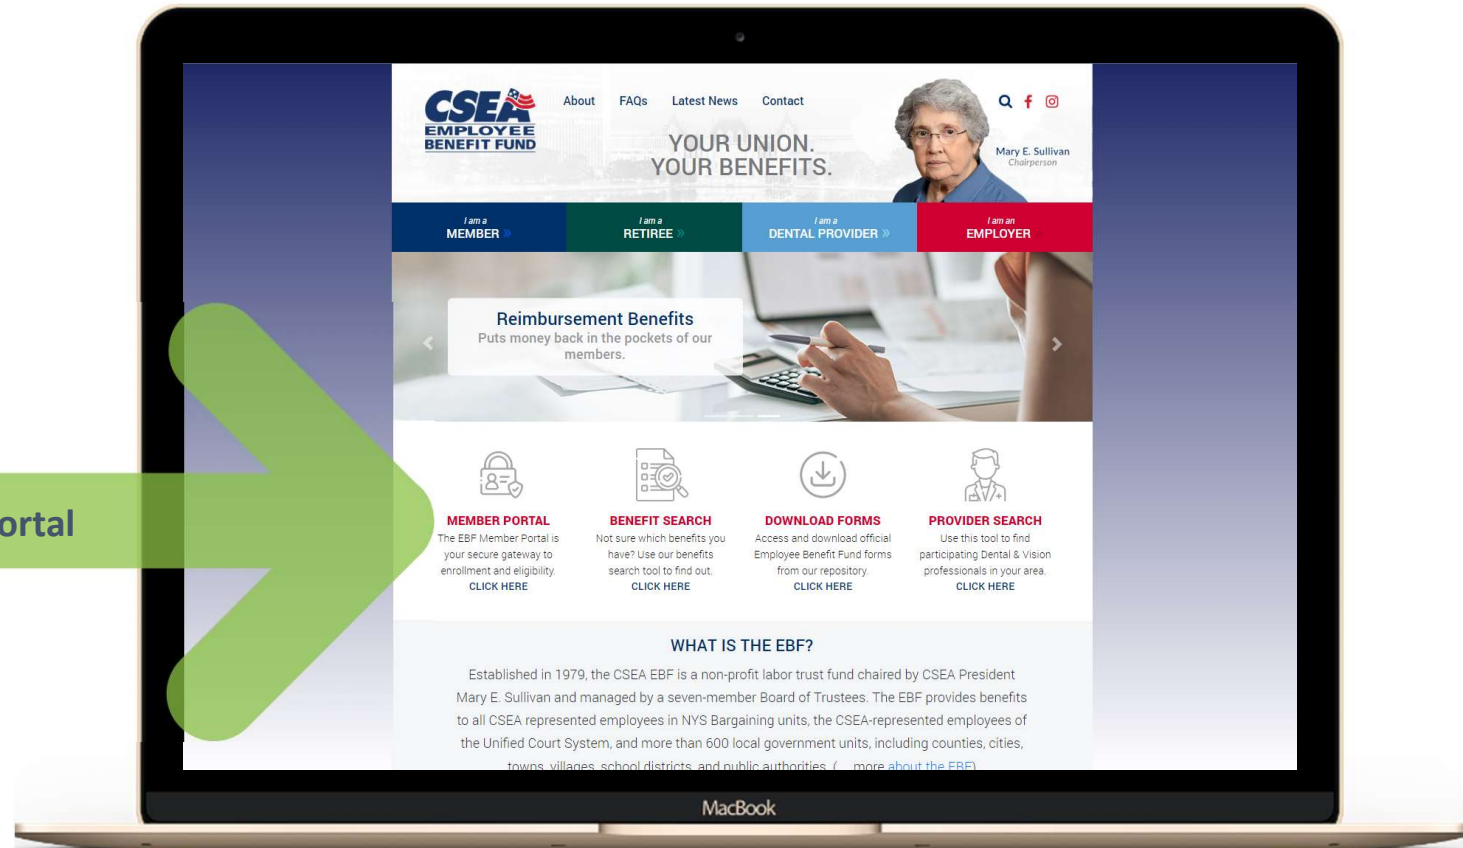 CSEA
EMPLOYEE
BENEFIT FUND
About FAQs Latest News Contact
YOUR UNION.
YOUR BENEFITS.
Mary E. Sullivan
Chairperson
I am a
MEMBER »
I am a
RETIREE »
I am a
DENTAL PROVIDER »
I am an
EMPLOYER
Reimbursement Benefits
Puts money back in the pockets of our
members.
ortal
MEMBER PORTAL
The EBF Member Portal is
your secure gateway to
enrollment and eligibility.
CLICK HERE
BENEFIT SEARCH
Not sure which benefits you
have? Use our benefits
search tool to find out.
CLICK HERE
DOWNLOAD FORMS
Access and download official
Employee Benefit Fund forms
from our repository.
CLICK HERE
PROVIDER SEARCH
Use this tool to find
participating Dental & Vision
professionals in your area.
CLICK HERE
WHAT IS THE EBF?
Established in 1979, the CSEA EBF is a non-profit labor trust fund chaired by CSEA President
Mary E. Sullivan and managed by a seven-member Board of Trustees. The EBF provides benefits
to all CSEA represented employees in NYS Bargaining units, the CSEA-represented employees of
the Unified Court System, and more than 600 local government units, including counties, cities,
towns, villages, school districts, and public authorities. (... more about the EBF)
MacBook